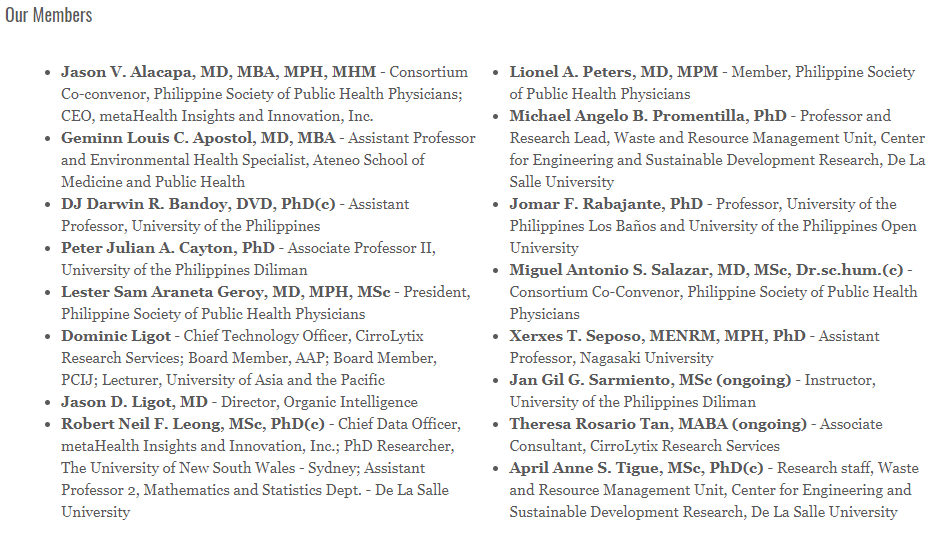 Our Members
• Jason V. Alacapa, MD, MBA, MPH, MHM - Consortium
Co-convenor, Philippine Society of Public Health Physicians;
CEO, metaHealth Insights and Innovation, Inc.
• Geminn Louis C. Apostol, MD, MBA - Assistant Professor
and Environmental Health Specialist, Ateneo School of
Medicine and Public Health
• DJ Darwin R. Bandoy, DVD, PhD(c) - Assistant
Professor, University of the Philippines
• Peter Julian A. Cayton, PhD - Associate Professor II,
University of the Philippines Diliman
• Lester Sam Araneta Geroy, MD, MPH, MSc - President,
Philippine Society of Public Health Physicians
• Dominic Ligot - Chief Technology Officer, CirroLytix
Research Services; Board Member, AAP; Board Member,
PCIJ; Lecturer, University of Asia and the Pacific
• Jason D. Ligot, MD - Director, Organic Intelligence
• Robert Neil F. Leong, MSc, PhD(c) - Chief Data Officer,
metaHealth Insights and Innovation, Inc.; PhD Researcher,
The University of New South Wales - Sydney; Assistant
Professor 2, Mathematics and Statistics Dept. - De La Salle
University
• Lionel A. Peters, MD, MPM - Member, Philippine Society
of Public Health Physicians
• Michael Angelo B. Promentilla, PhD - Professor and
Research Lead, Waste and Resource Management Unit, Center
for Engineering and Sustainable Development Research, De La
Salle University
• Jomar F. Rabajante, PhD - Professor, University of the
Philippines Los Baños and University of the Philippines Open
University
• Miguel Antonio S. Salazar, MD, MSc, Dr.sc.hum.(c) -
Consortium Co-Convenor, Philippine Society of Public Health
Physicians
• Xerxes T. Seposo, MENRM, MPH, PhD - Assistant
Professor, Nagasaki University
• Jan Gil G. Sarmiento, MSc (ongoing) - Instructor,
University of the Philippines Diliman
• Theresa Rosario Tan, MABA (ongoing) - Associate
Consultant, CirroLytix Research Services
• April Anne S. Tigue, MSc, PhD(c) - Research staff, Waste
and Resource Management Unit, Center for Engineering and
Sustainable Development Research, De La Salle University